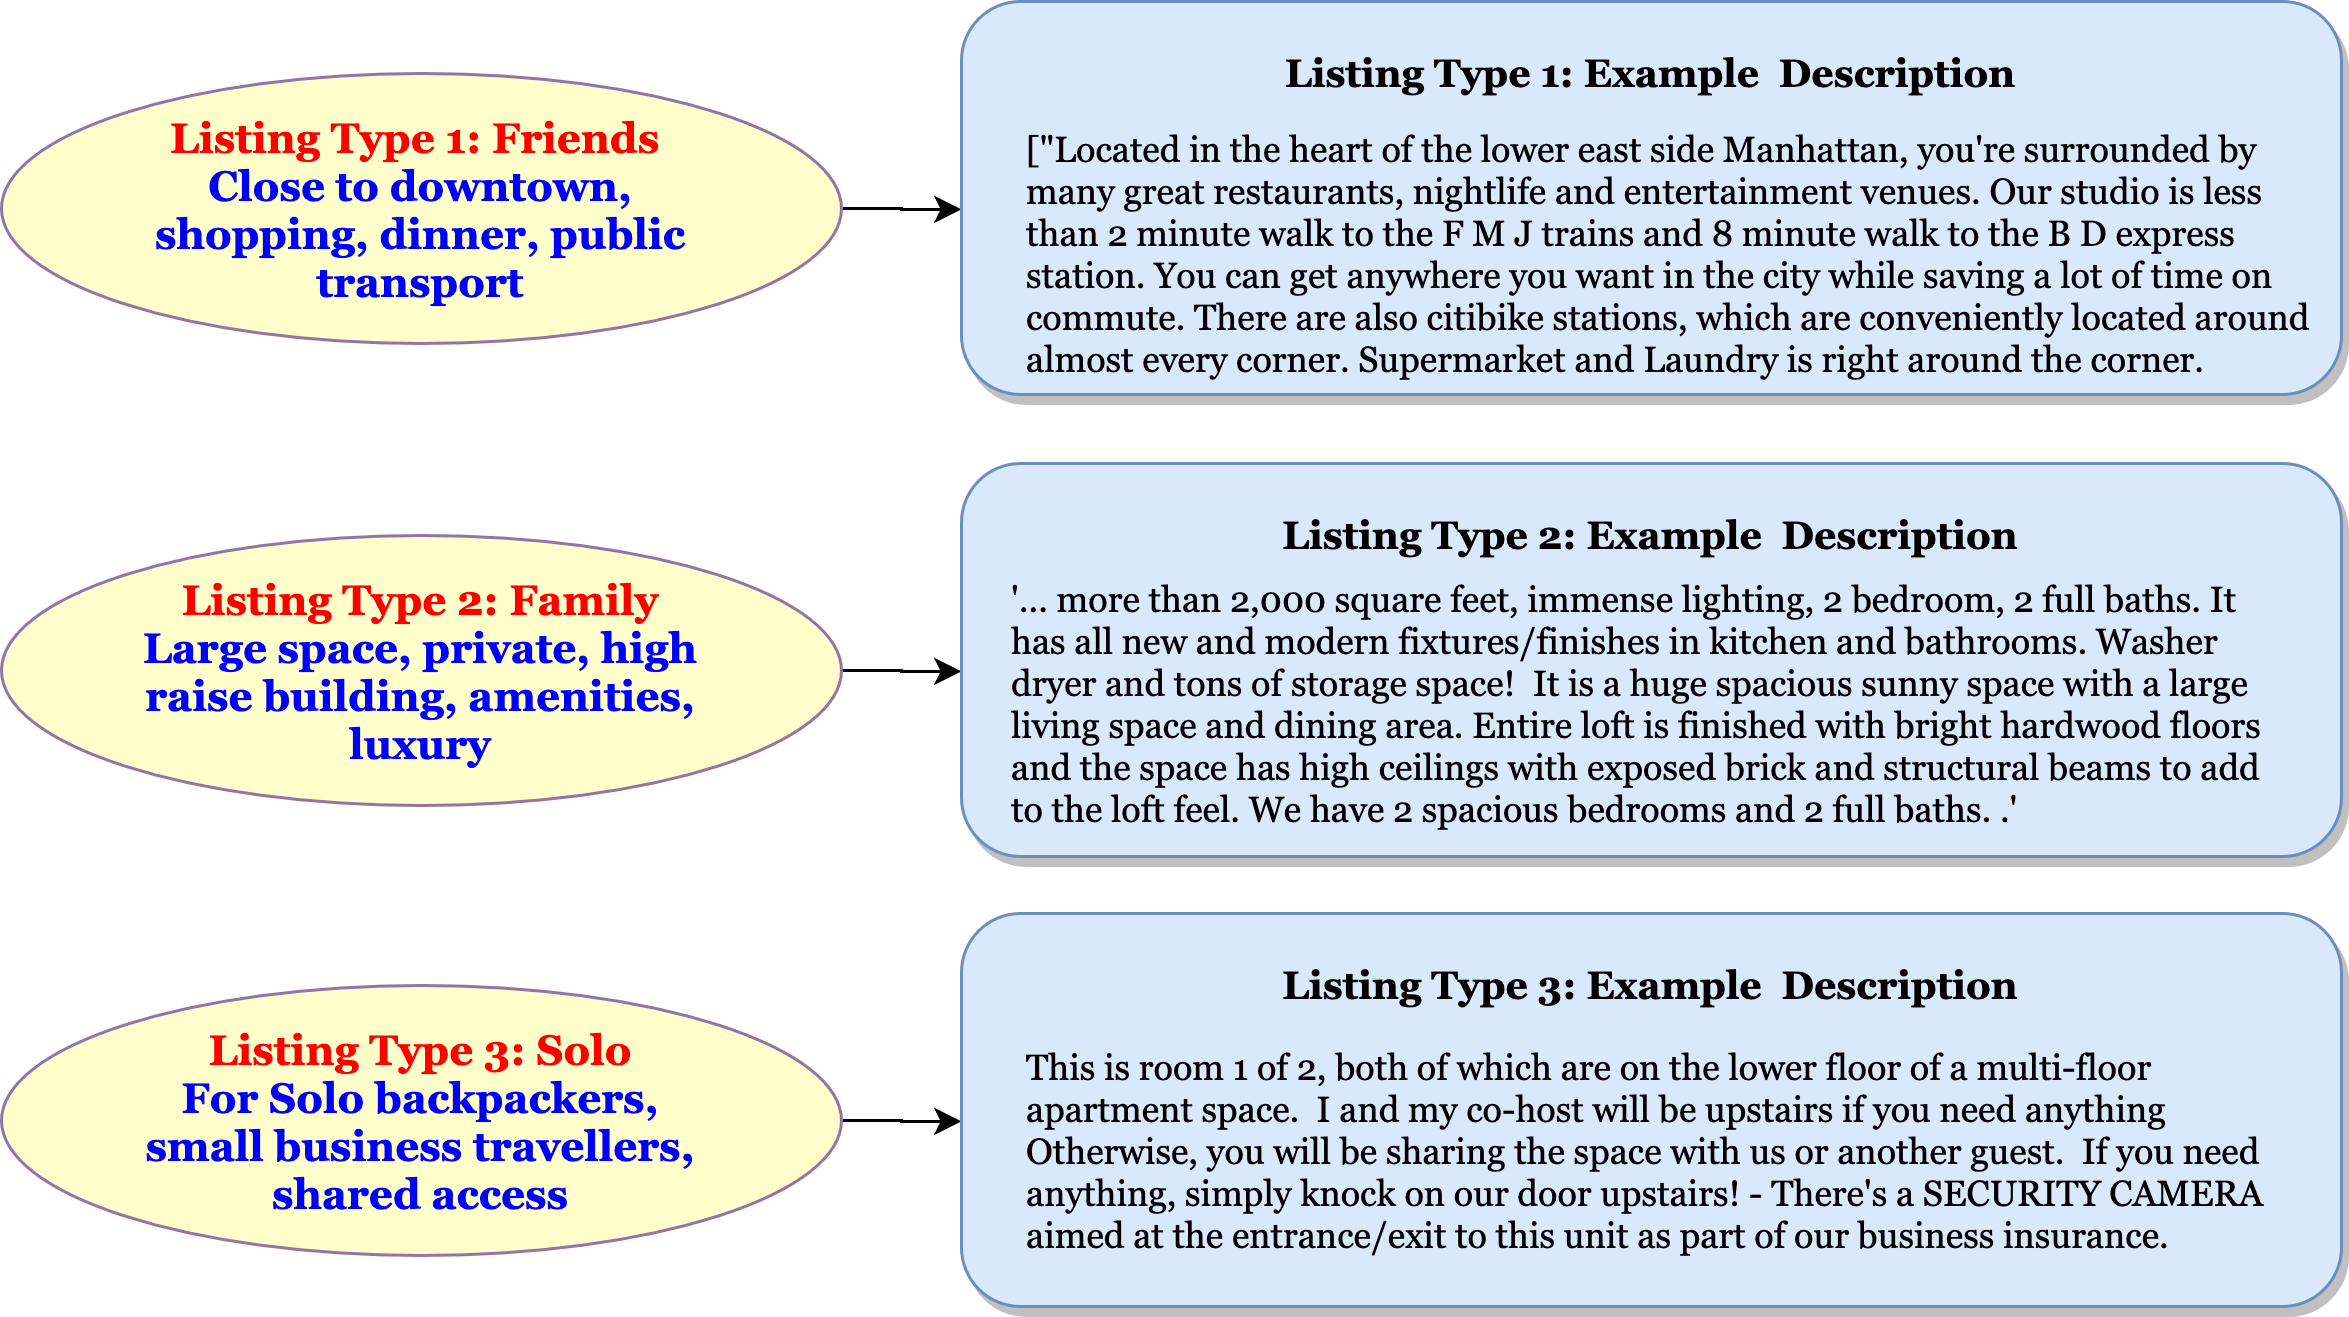 Listing Type 1: Friends
Close to downtown,
shopping, dinner, public
transport
Listing Type 1: Example  Description
["Located in the heart of the lower east side Manhattan, you're surrounded by
many great restaurants, nightlife and entertainment venues. Our studio is less
than 2 minute walk to the F M J trains and 8 minute walk to the B D express
station. You can get anywhere you want in the city while saving a lot of time on
commute. There are also citibike stations, which are conveniently located around
almost every corner. Supermarket and Laundry is right around the corner.
Listing Type 2: Family
Large space, private, high
raise building, amenities,
luxury
Listing Type 2: Example  Description
'... more than 2,000 square feet, immense lighting, 2 bedroom, 2 full baths. It
has all new and modern fixtures/finishes in kitchen and bathrooms. Washer
dryer and tons of storage space!  It is a huge spacious sunny space with a large
living space and dining area. Entire loft is finished with bright hardwood floors
and the space has high ceilings with exposed brick and structural beams to add
to the loft feel. We have 2 spacious bedrooms and 2 full baths. .'
Listing Type 3: Solo
For Solo backpackers,
small business travellers,
shared access
Listing Type 3: Example  Description
This is room 1 of 2, both of which are on the lower floor of a multi-floor
apartment space.  I and my co-host will be upstairs if you need anything
Otherwise, you will be sharing the space with us or another guest.  If you need
anything, simply knock on our door upstairs! - There's a SECURITY CAMERA
aimed at the entrance/exit to this unit as part of our business insurance.